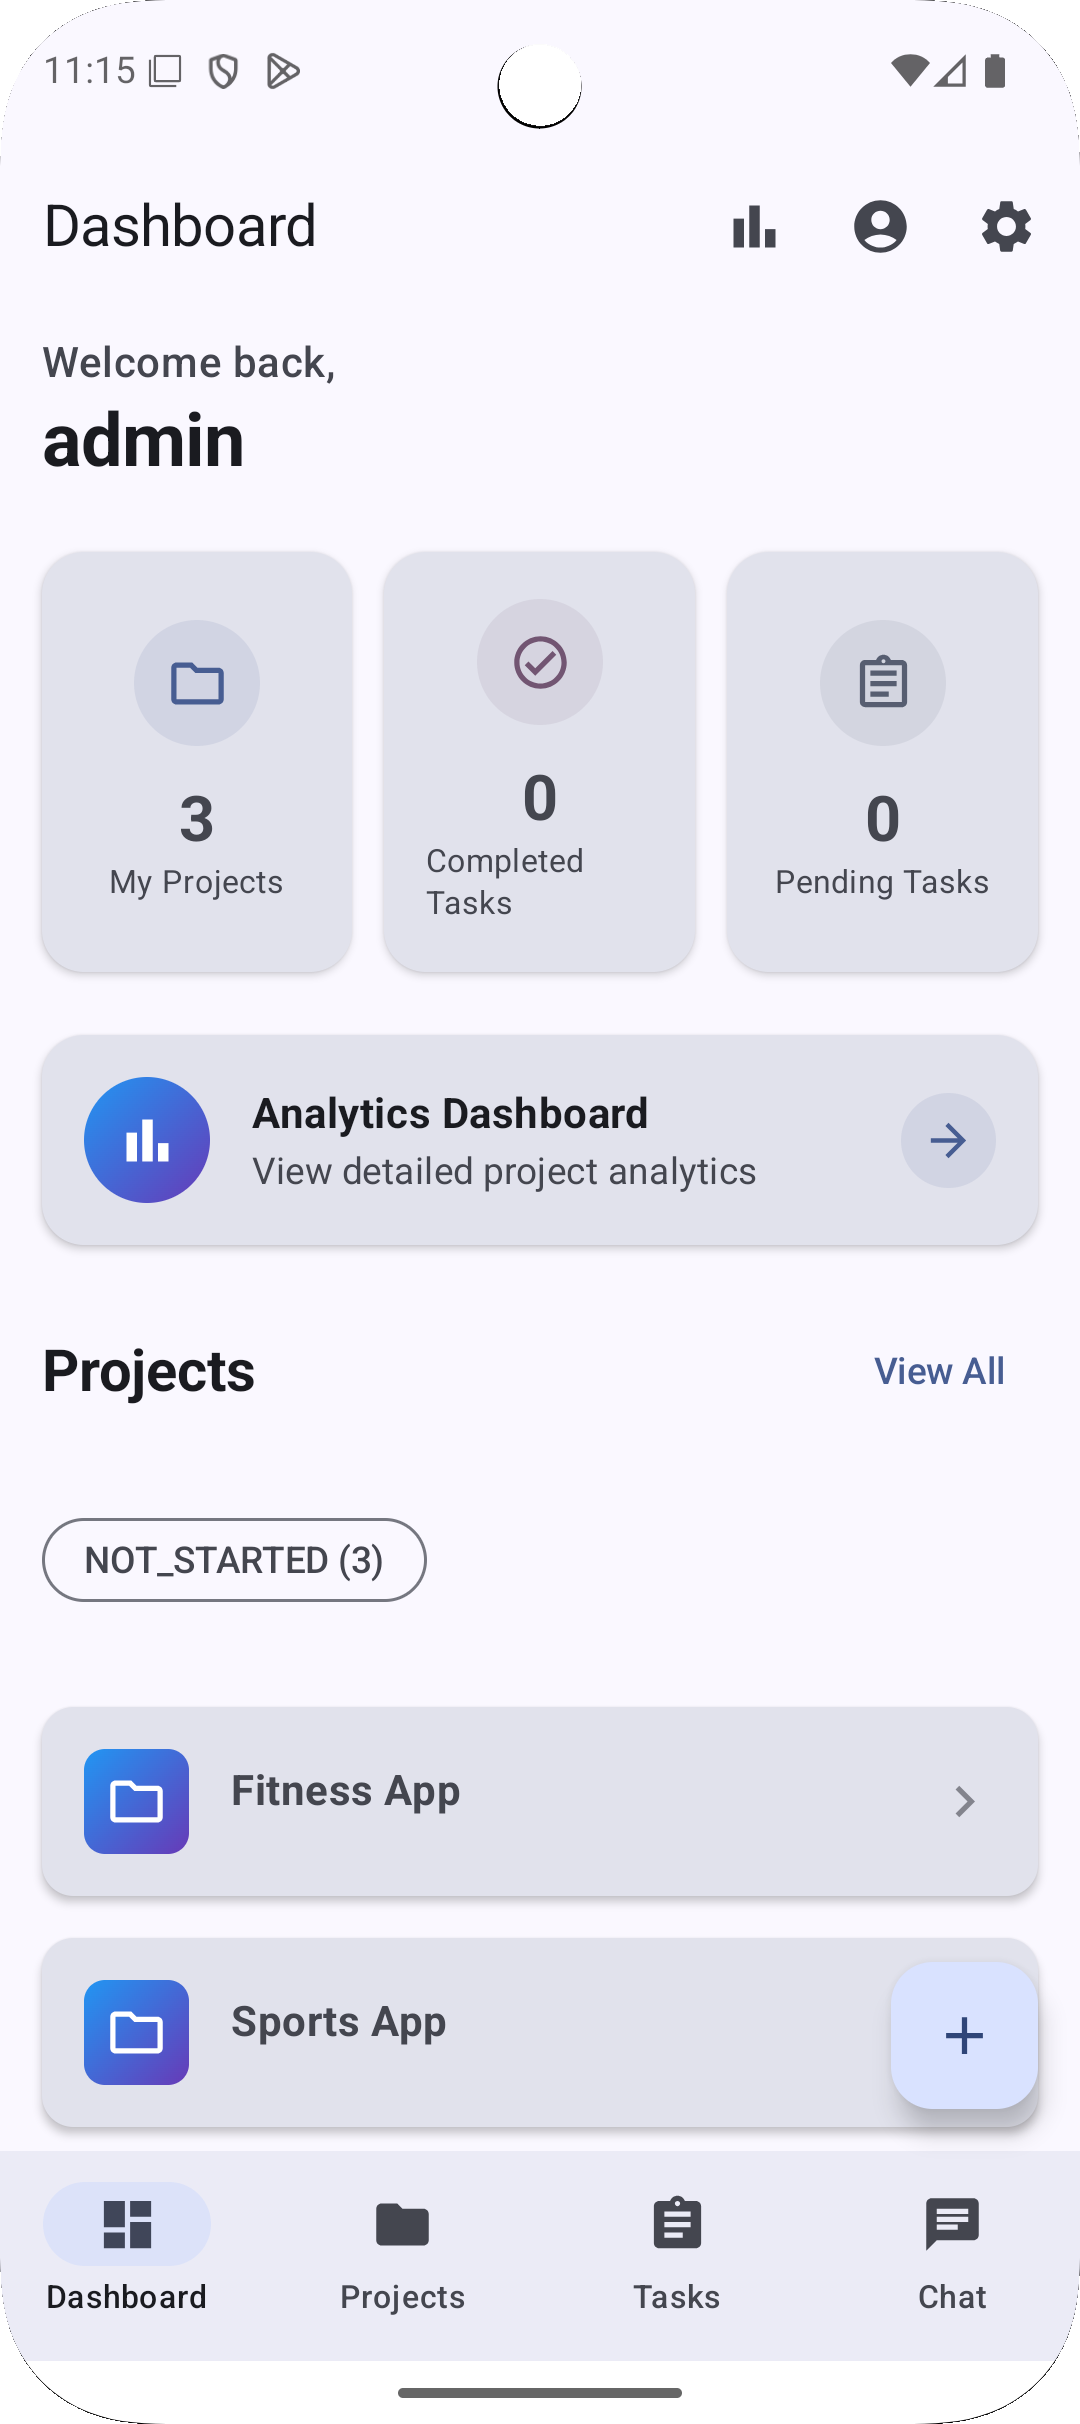 11:15
Dashboard
Welcome back,
admin
3
My Projects
0
Completed
Tasks
0
Pending Tasks
Analytics Dashboard
View detailed project analytics
Projects
View All
NOT_STARTED (3)
Fitness App
Sports App
Dashboard
Projects
Tasks
Chat